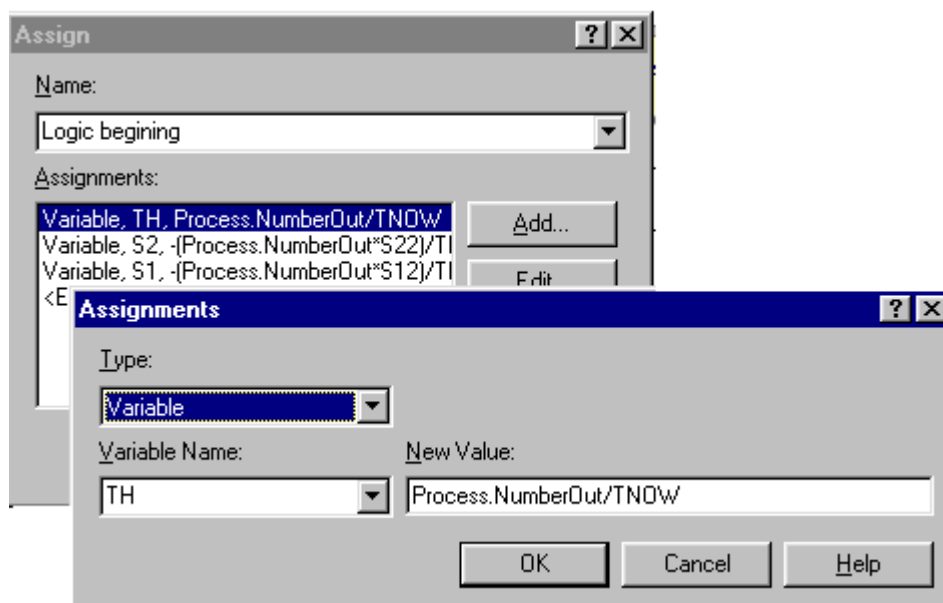 Assign
Name:
Logic begining
Assignments:
Variable, TH, Process.NumberOut/TNOW
Add...
Variable, S2, -(Process.NumberOut*S22)/TI
Variable, S1, -(Process.NumberOut*S12)/TI
Edit
<E
Assignments
Type:
Variable
Variable Name:
New Value:
TH
Process.NumberOut/TNOW
OK
Cancel
Help